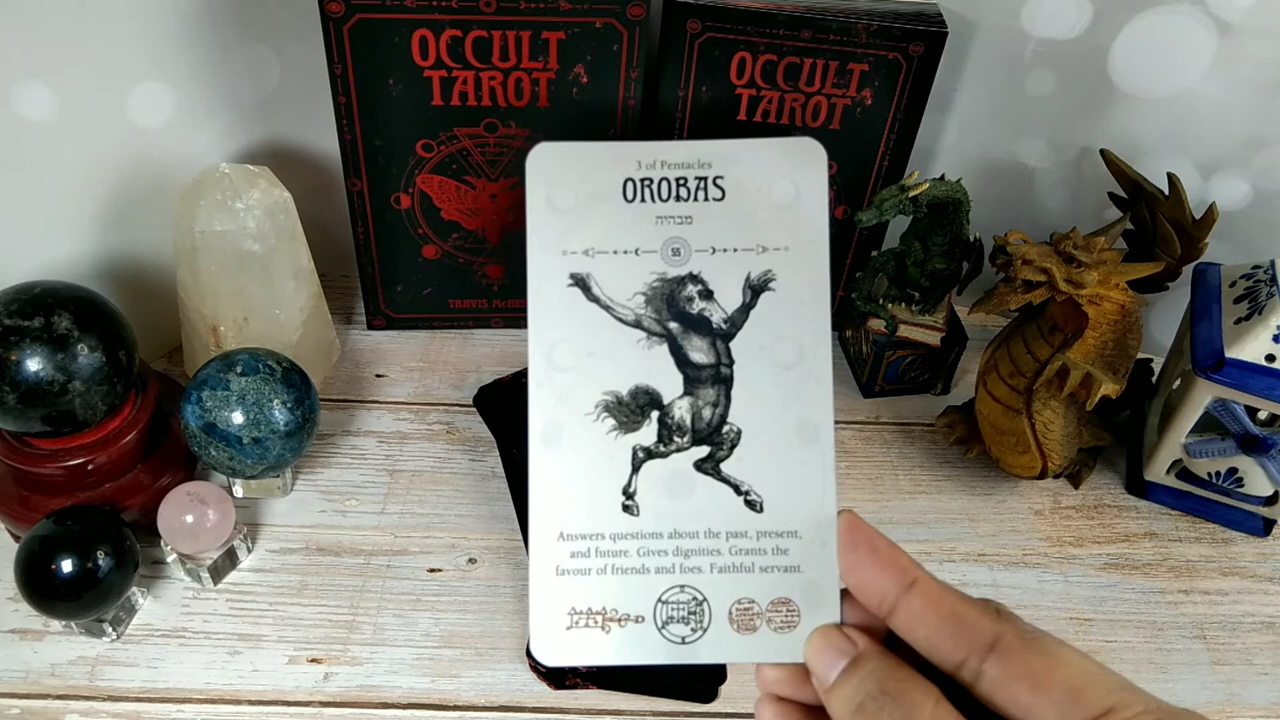 OCCULT
TAROT
OCCULT
TAROT
3 of Pentacles
OROBAS
מבהיה
55
Answers questions about the past, present,
and future. Gives dignities. Grants the
favour of friends and foes. Faithful servant.
TRAVIS